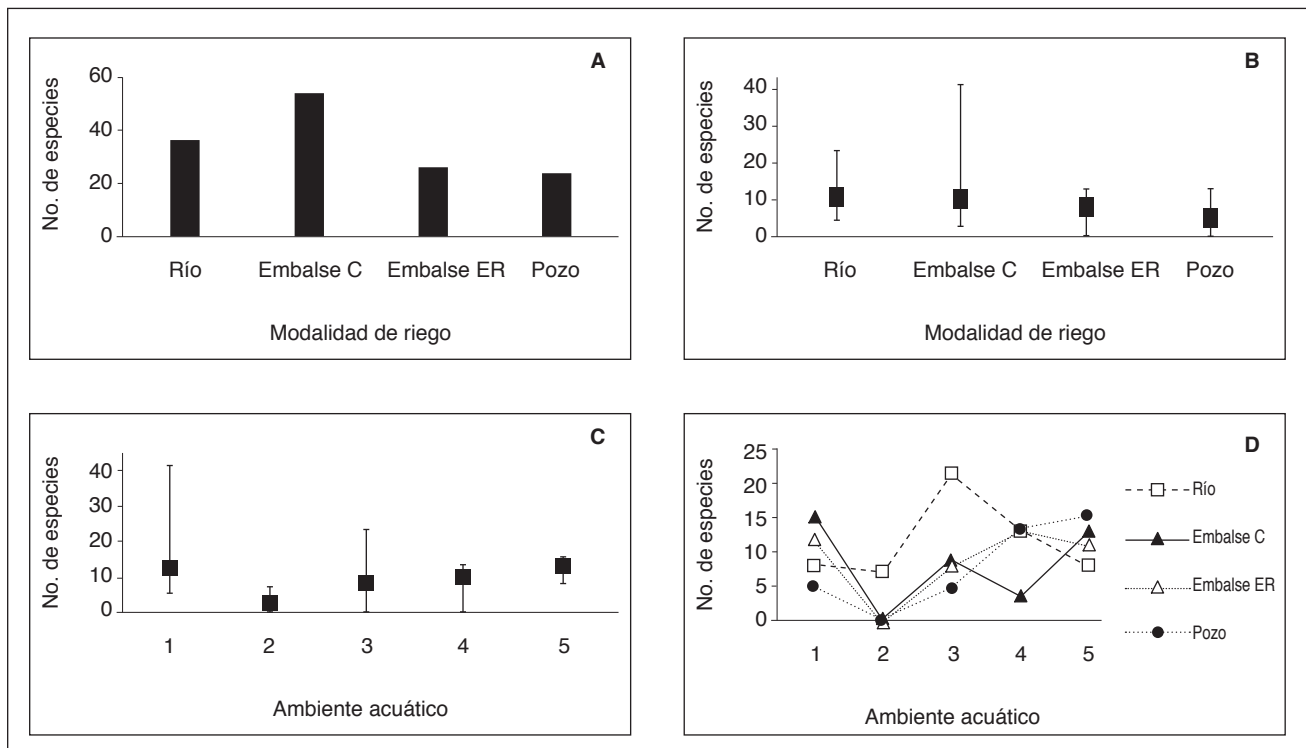 A
No. de especies
60
40
20
0
Río Embalse C Embalse ER Pozo
Modalidad de riego
B
No. de especies
40
30
20
10
0
Río Embalse C Embalse ER Pozo
Modalidad de riego
C
No. de especies
40
30
20
10
0
1 2 3 4 5
Ambiente acuático
D
No. de especies
25
20
15
10
5
0
1 2 3 4 5
Ambiente acuático
Río
Embalse C
Embalse ER
Pozo